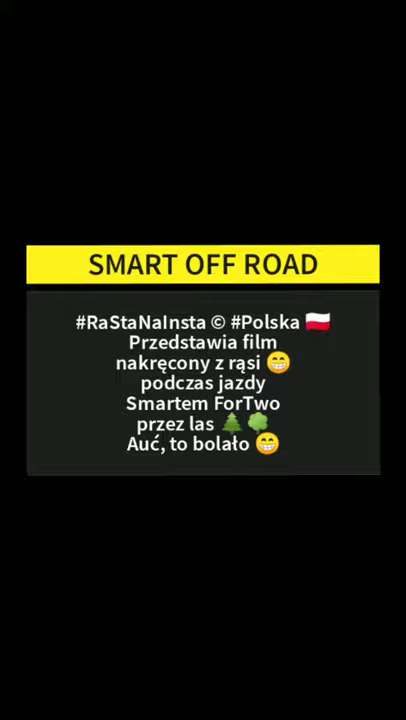 SMART OFF ROAD
#RaStaNaInsta © #Polska 🇵🇱
Przedstawia film
nakręcony z rąsi 😁
podczas jazdy
Smartem ForTwo
przez las 🌲🌳
Auć, to bolało 😁